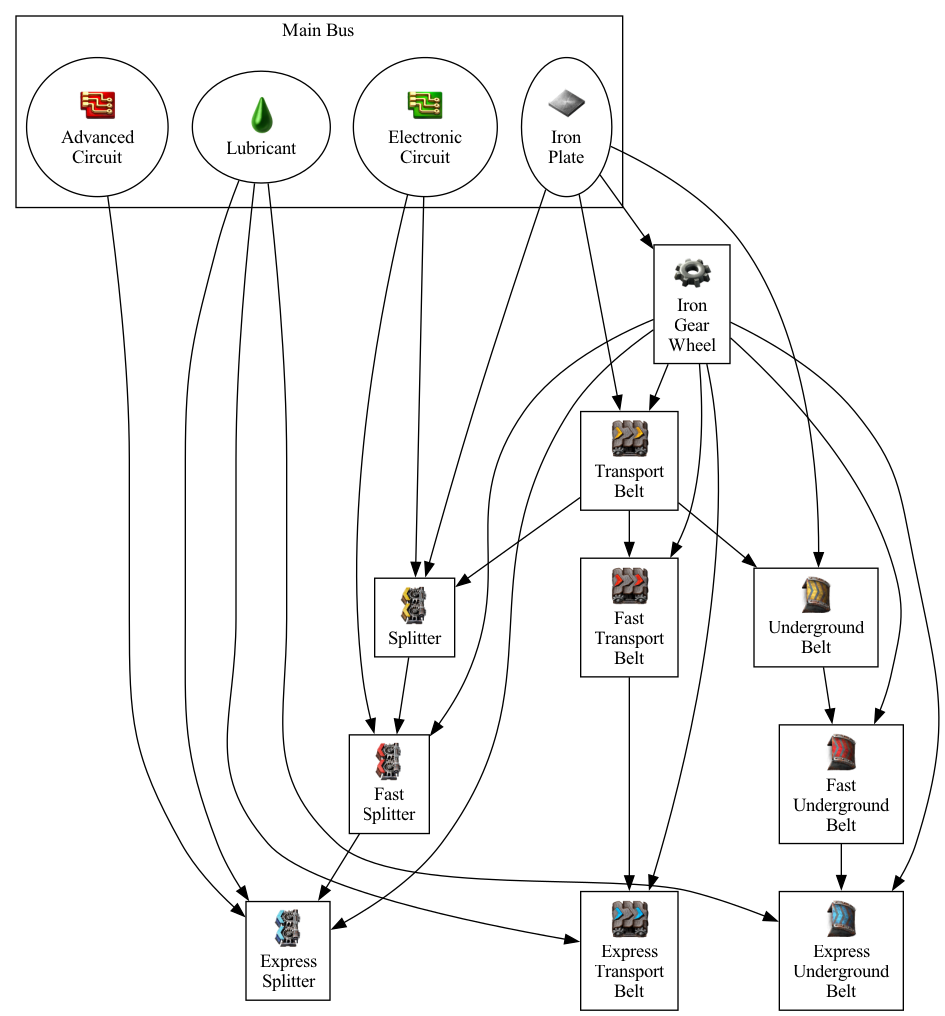 Main Bus
Advanced
Circuit
Lubricant
Electronic
Circuit
Iron
Plate
Iron
Gear
Wheel
Transport
Belt
Splitter
Fast
Transport
Belt
Underground
Belt
Fast
Splitter
Fast
Underground
Belt
Express
Splitter
Express
Transport
Belt
Express
Underground
Belt